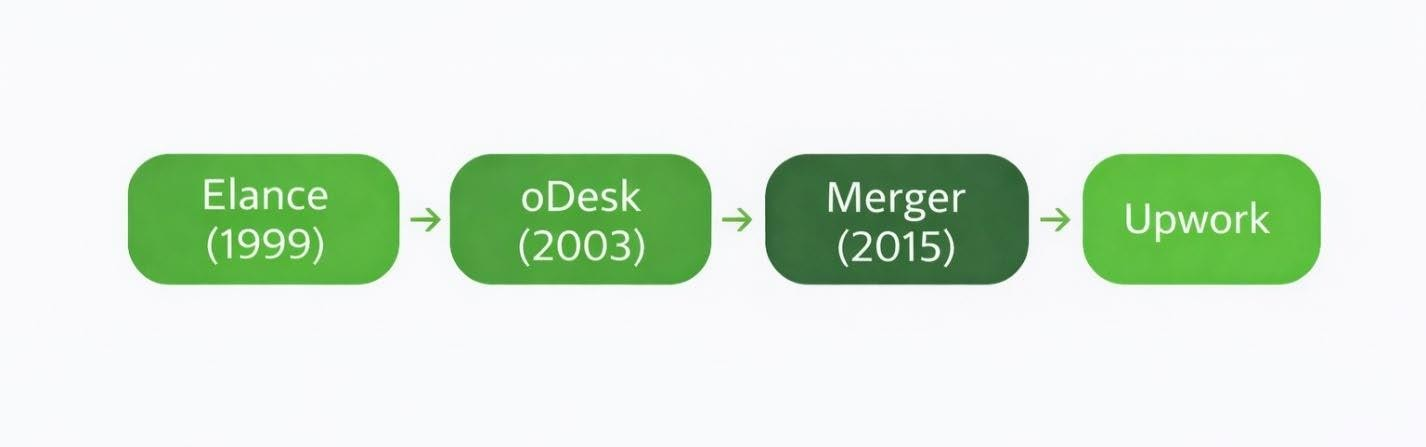 Elance
(1999)
oDesk
(2003)
Merger
(2015)
Upwork